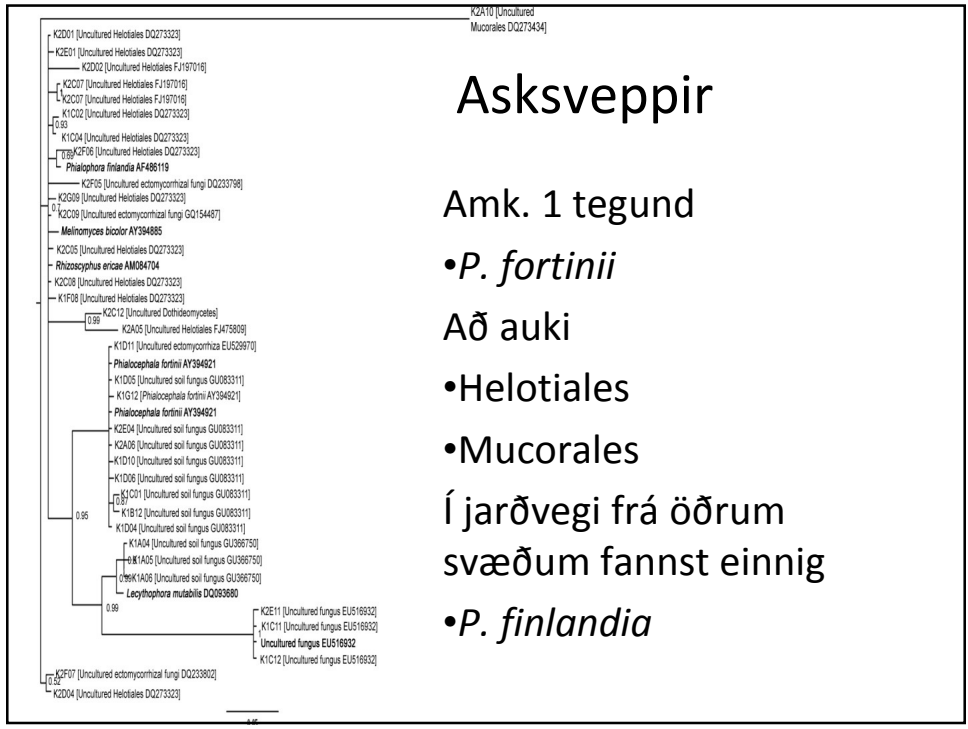 K2A10 [Uncultured
Mucorales DQ273434]
K2D01 [Uncultured Helotiales DQ273323]
K2E01 [Uncultured Helotiales DQ273323]
K2D02 [Uncultured Helotiales FJ197016]
K2C07 [Uncultured Helotiales FJ197016]
1
K2C07 [Uncultured Helotiales FJ197016]
K1C02 [Uncultured Helotiales DQ273323]
0.93
K1C04 [Uncultured Helotiales DQ273323]
K2F06 [Uncultured Helotiales DQ273323]
Phialophora finlandia AF486119
K2F05 [Uncultured ectomycorrhizal fungi DQ233798]
K2G09 [Uncultured Helotiales DQ273323]
0.7
K2C09 [Uncultured ectomycorrhizal fungi GQ154487]
Melinomyces bicolor AY394885
K2C05 [Uncultured Helotiales DQ273323]
Rhizoscyphus ericae AM084704
K2C08 [Uncultured Helotiales DQ273323]
K1F08 [Uncultured Helotiales DQ273323]
K2C12 [Uncultured Dothideomycetes]
0.99
K2A05 [Uncultured Helotiales FJ475809]
K1D11 [Uncultured ectomycorrhiza EU529970]
Phialocephala fortinii AY394921
K1D05 [Uncultured soil fungus GU083311]
K1G12 [Phialocephala fortinii AY394921]
Phialocephala fortinii AY394921
K2E04 [Uncultured soil fungus GU083311]
K2A06 [Uncultured soil fungus GU083311]
K1D10 [Uncultured soil fungus GU083311]
K1D06 [Uncultured soil fungus GU083311]
K1C01 [Uncultured soil fungus GU083311]
0.87
K1B12 [Uncultured soil fungus GU083311]
0.95
K1D04 [Uncultured soil fungus GU083311]
K1A04 [Uncultured soil fungus GU366750]
K1A05 [Uncultured soil fungus GU366750]
K1A06 [Uncultured soil fungus GU366750]
Lecythophora mutabilis DQ093680
0.99
K2E11 [Uncultured fungus EU516932]
K1C11 [Uncultured fungus EU516932]
1
Uncultured fungus EU516932
K1C12 [Uncultured fungus EU516932]
K2F07 [Uncultured ectomycorrhizal fungi DQ233802]
0.52
K2D04 [Uncultured Helotiales DQ273323]
Asksveppir
Amk. 1 tegund
•P. fortinii
Að auki
•Helotiales
•Mucorales
Í jarðvegi frá öðrum
svæðum fannst einnig
•P. finlandia